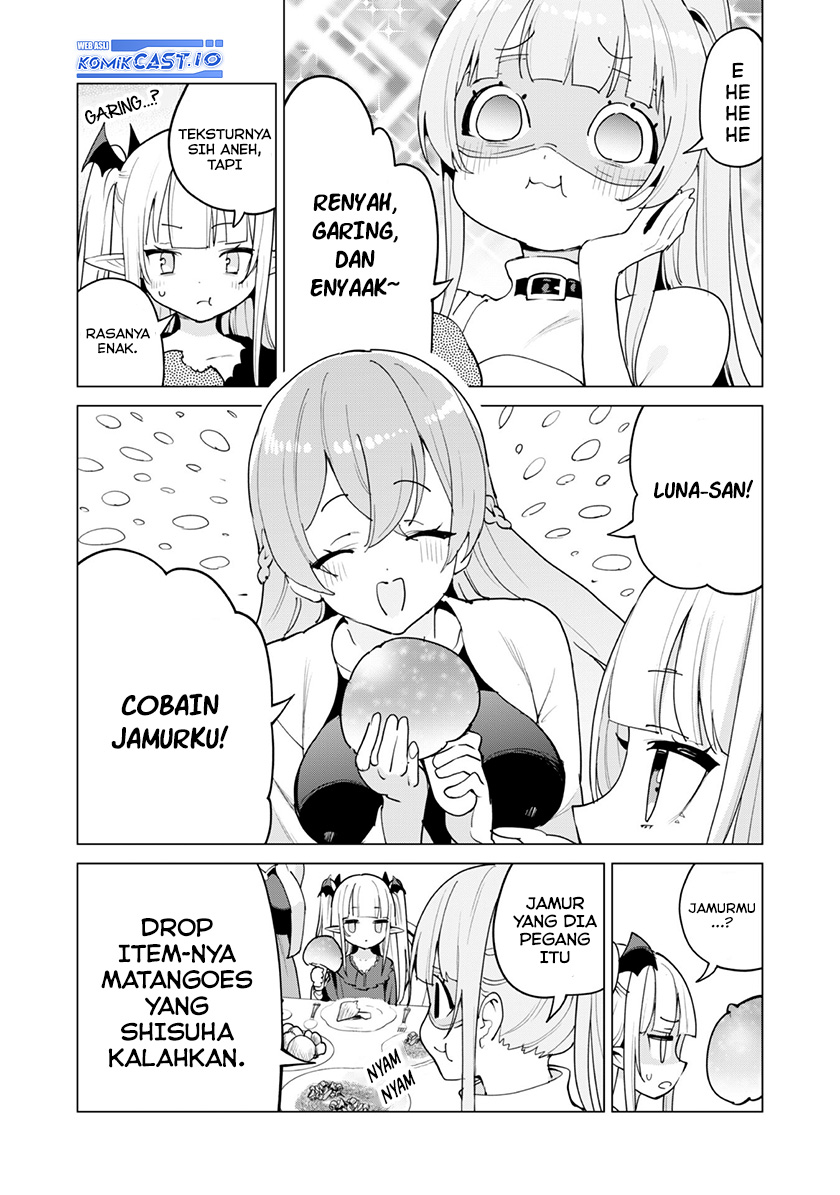 WEB ASLI
KOMIKCAST.IO
E
HE
HE
HE
RENYAH,
GARING,
DAN
ENYAAK~
GARING...?
TEKSTURNYA
SIH ANEH,
TAPI
RASANYA
ENAK.
LUNA-SAN!
COBAIN
JAMURKU!
JAMURMU
...?
JAMUR
YANG DIA
PEGANG
ITU
NYAM
NYAM
DROP
ITEM-NYA
MATANGOES
YANG
SHISUHA
KALAHKAN.